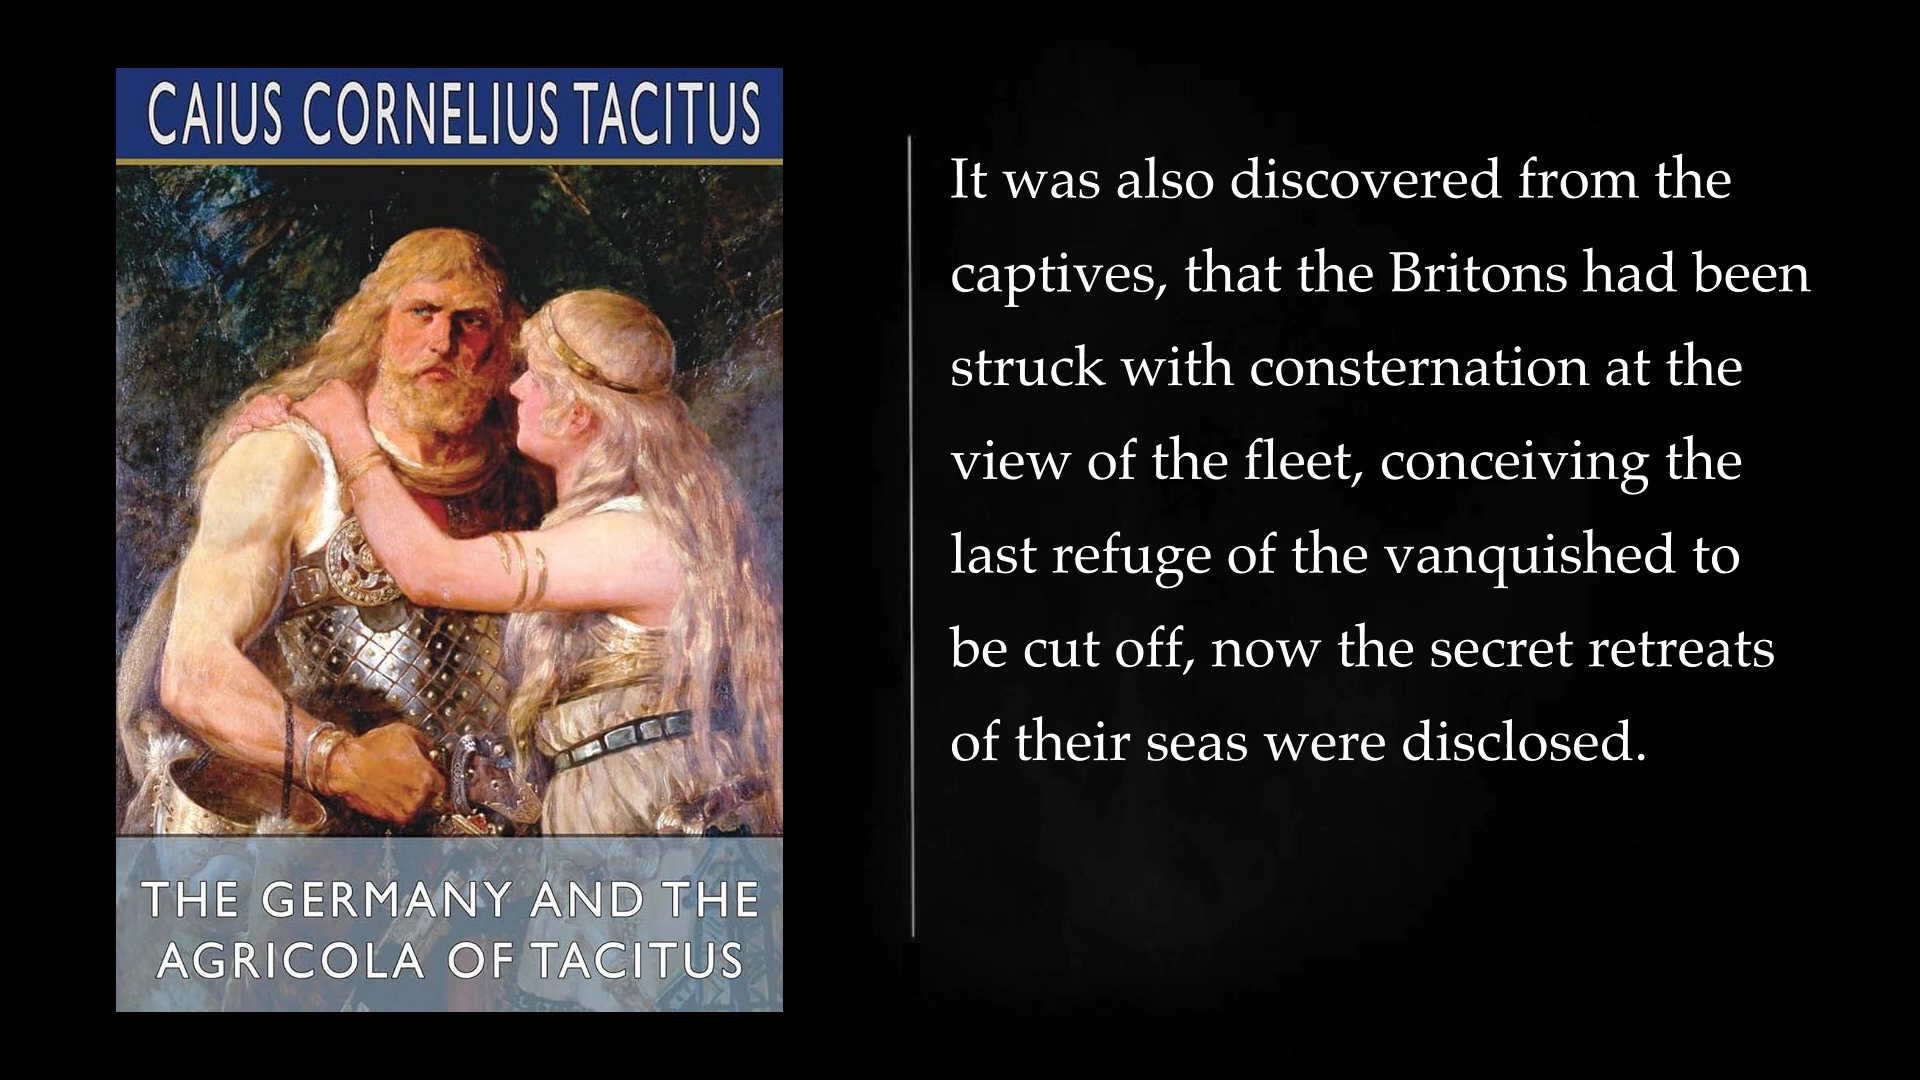 CAIUS CORNELIUS TACITUS
THE GERMANY AND THE
AGRICOLA OF TACITUS
It was also discovered from the
captives, that the Britons had been
struck with consternation at the
view of the fleet, conceiving the
last refuge of the vanquished to
be cut off, now the secret retreats
of their seas were disclosed.